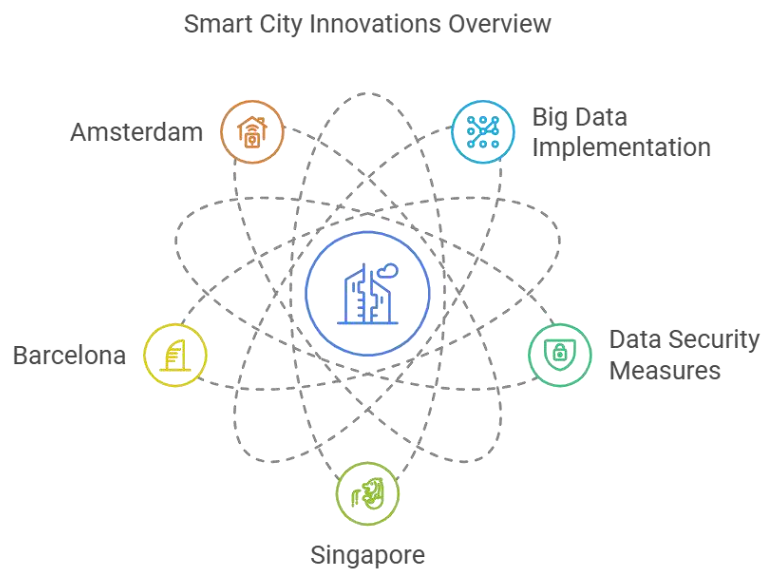 Smart City Innovations Overview
Amsterdam
Big Data
Implementation
Barcelona
Data Security
Measures
Singapore